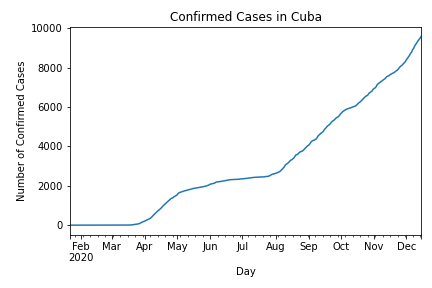 Confirmed Cases in Cuba
10000
8000
6000
4000
2000
0
Number of Confirmed Cases
Feb Mar Apr May Jun Jul Aug Sep Oct Nov Dec
2020
Day